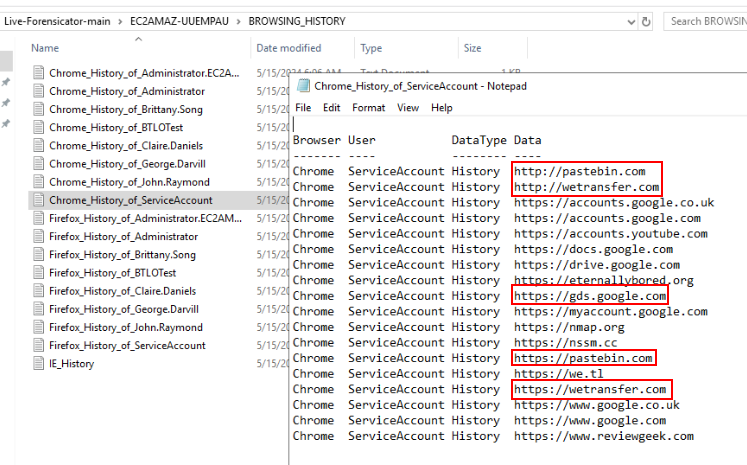 Live-Forensicator-main > EC2AMAZ-UUEMPAU > BROWSING_HISTORY
Search BROWSIN
Name Date modified Type Size
Chrome_History_of_Administrator.EC2A...
Chrome_History_of_Administrator 5/15/20
Chrome_History_of_Brittany.Song 5/15/20
Chrome_History_of_BTLOTest 5/15/20
Chrome_History_of_Claire.Daniels 5/15/20
Chrome_History_of_George.Darvill 5/15/20
Chrome_History_of_John.Raymond 5/15/20
Chrome_History_of_ServiceAccount 5/15/20
Firefox_History_of_Administrator.EC2AM... 5/15/20
Firefox_History_of_Administrator 5/15/20
Firefox_History_of_Brittany.Song 5/15/20
Firefox_History_of_BTLOTest 5/15/20
Firefox_History_of_Claire.Daniels 5/15/20
Firefox_History_of_George.Darvill 5/15/20
Firefox_History_of_John.Raymond 5/15/20
Firefox_History_of_ServiceAccount 5/15/20
IE_History 5/15/20
Chrome_History_of_ServiceAccount - Notepad
File Edit Format View Help
Browser User DataType Data
------- ---- -------- ----
Chrome ServiceAccount History http://pastebin.com
Chrome ServiceAccount History http://wetransfer.com
Chrome ServiceAccount History https://accounts.google.co.uk
Chrome ServiceAccount History https://accounts.google.com
Chrome ServiceAccount History https://accounts.youtube.com
Chrome ServiceAccount History https://docs.google.com
Chrome ServiceAccount History https://drive.google.com
Chrome ServiceAccount History https://eternallybored.org
Chrome ServiceAccount History https://gds.google.com
Chrome ServiceAccount History https://myaccount.google.com
Chrome ServiceAccount History https://nmap.org
Chrome ServiceAccount History https://nssm.cc
Chrome ServiceAccount History https://pastebin.com
Chrome ServiceAccount History https://we.tl
Chrome ServiceAccount History https://wetransfer.com
Chrome ServiceAccount History https://www.google.co.uk
Chrome ServiceAccount History https://www.google.com
Chrome ServiceAccount History https://www.reviewgeek.com